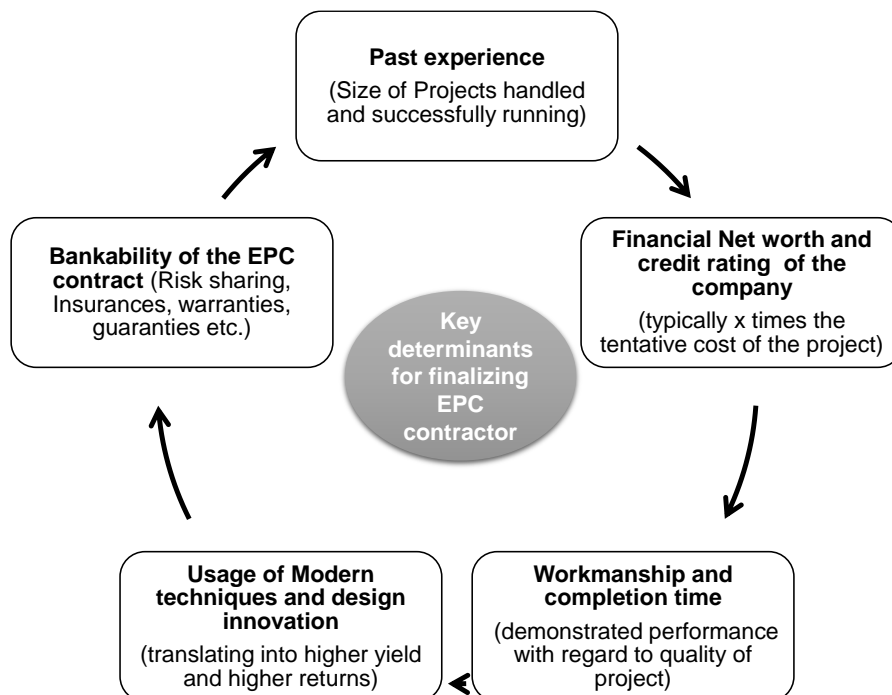 Past experience
(Size of Projects handled
and successfully running)
Financial Net worth and
credit rating of the
company
(typically x times the
tentative cost of the project)
Workmanship and
completion time
(demonstrated performance
with regard to quality of
project)
Usage of Modern
techniques and design
innovation
(translating into higher yield
and higher returns)
Bankability of the EPC
contract (Risk sharing,
Insurances, warranties,
guaranties etc.)
Key
determinants
for finalizing
EPC
contractor